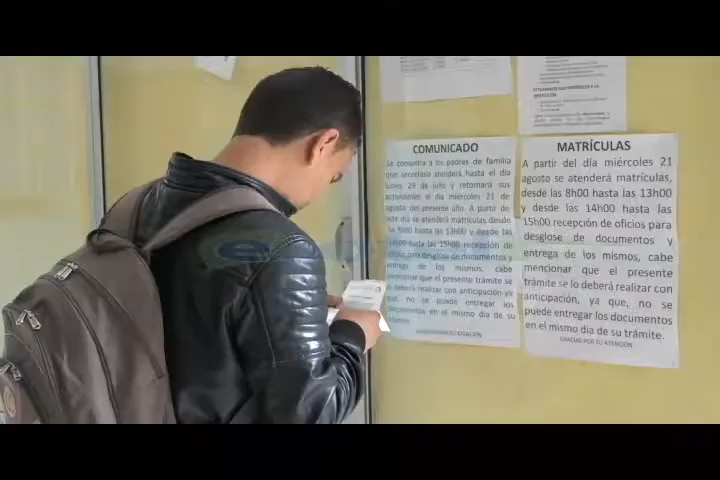 COMUNICADO
Se comunica a los padres de familia
que secretaría atenderá hasta el día
lunes 29 de julio y retornará sus
actividades el día miércoles 21 de
agosto del presente año. A partir de
este día se atenderá matrículas desde
las 8h00 hasta las 13h00 y desde las
14h00 hasta las 15h00 recepción de
oficios para desglose de documentos y
entrega de los mismos, cabe
mencionar que el presente trámite se
lo deberá realizar con anticipación ya
que, no se puede entregar los
documentos en el mismo día de su
trámite.
GRACIAS POR SU ATENCIÓN
MATRÍCULAS
A partir del día miércoles 21
agosto se atenderá matrículas,
desde las 8h00 hasta las 13h00
y desde las 14h00 hasta las
15h00 recepción de oficios para
desglose de documentos y
entrega de los mismos, cabe
mencionar que el presente
trámite se lo deberá realizar con
anticipación, ya que, no se
puede entregar los documentos
en el mismo día de su trámite.
GRACIAS POR SU ATENCIÓN